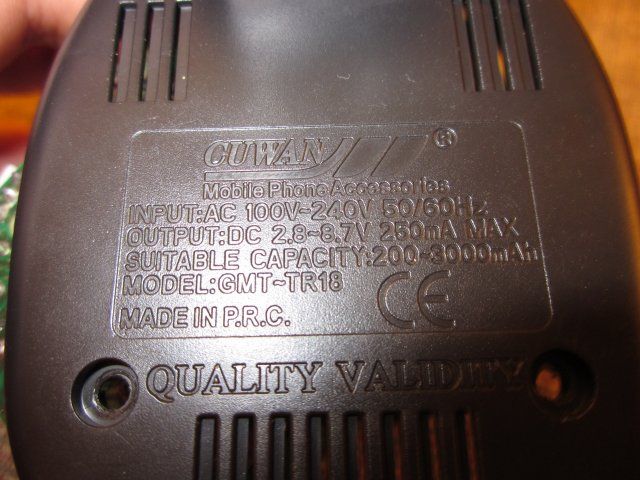 CUWAN®
Mobile Phone Accessories
INPUT:AC 100V~240V 50/60Hz
OUTPUT:DC 2.8~8.7V 250mA MAX
SUITABLE CAPACITY:200~3000mAh
MODEL:GMT~TR18
CE
MADE IN P.R.C.
QUALITY VALIDITY